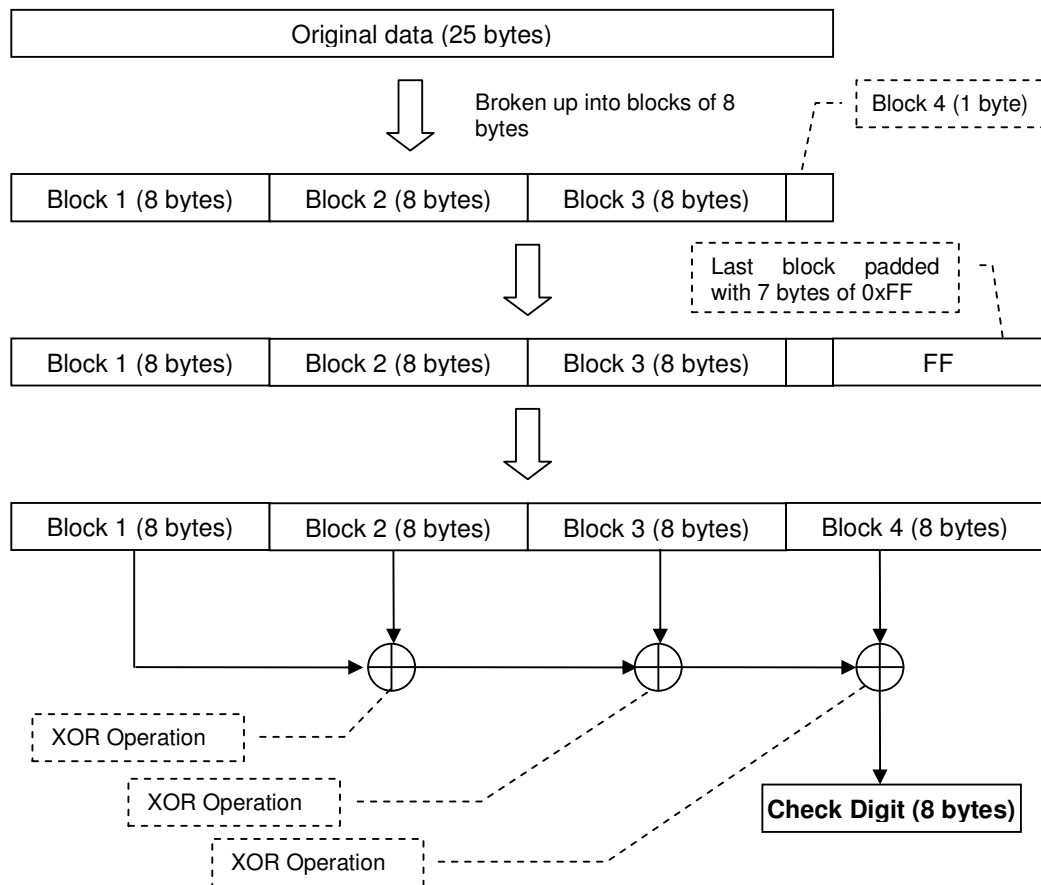 Original data (25 bytes)
Broken up into blocks of 8
bytes
Block 4 (1 byte)
Block 1 (8 bytes) Block 2 (8 bytes) Block 3 (8 bytes)
Last block padded
with 7 bytes of 0xFF
Block 1 (8 bytes) Block 2 (8 bytes) Block 3 (8 bytes) FF
Block 1 (8 bytes) Block 2 (8 bytes) Block 3 (8 bytes) Block 4 (8 bytes)
XOR Operation
XOR Operation
Check Digit (8 bytes)
XOR Operation